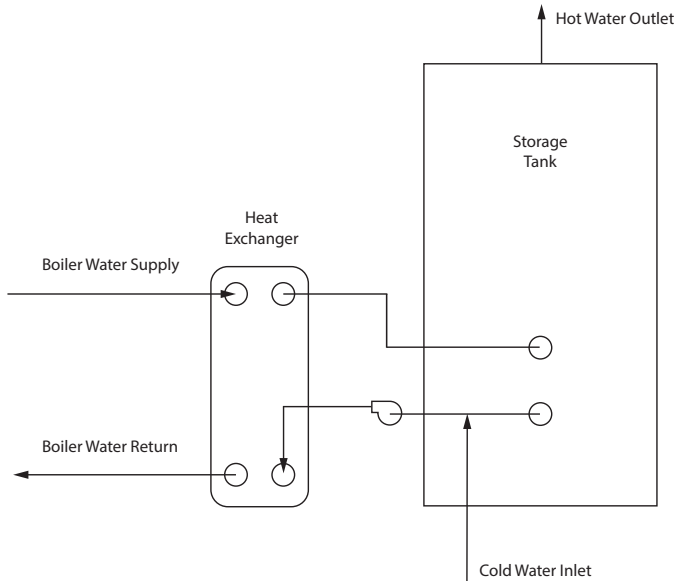 Hot Water Outlet
Storage
Tank
Heat
Exchanger
Boiler Water Supply
Boiler Water Return
Cold Water Inlet